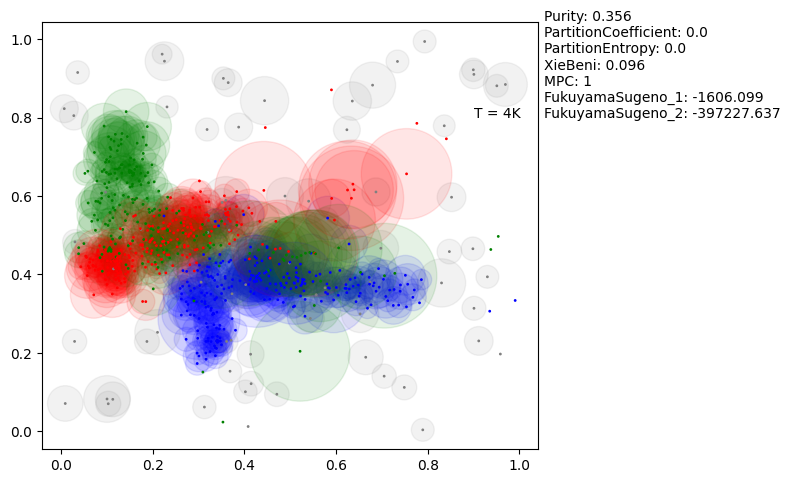 Purity: 0.356
PartitionCoefficient: 0.0
PartitionEntropy: 0.0
XieBeni: 0.096
MPC: 1
FukuyamaSugeno_1: -1606.099
FukuyamaSugeno_2: -397227.637
T = 4K
1.0
0.8
0.6
0.4
0.2
0.0
0.0 0.2 0.4 0.6 0.8 1.0